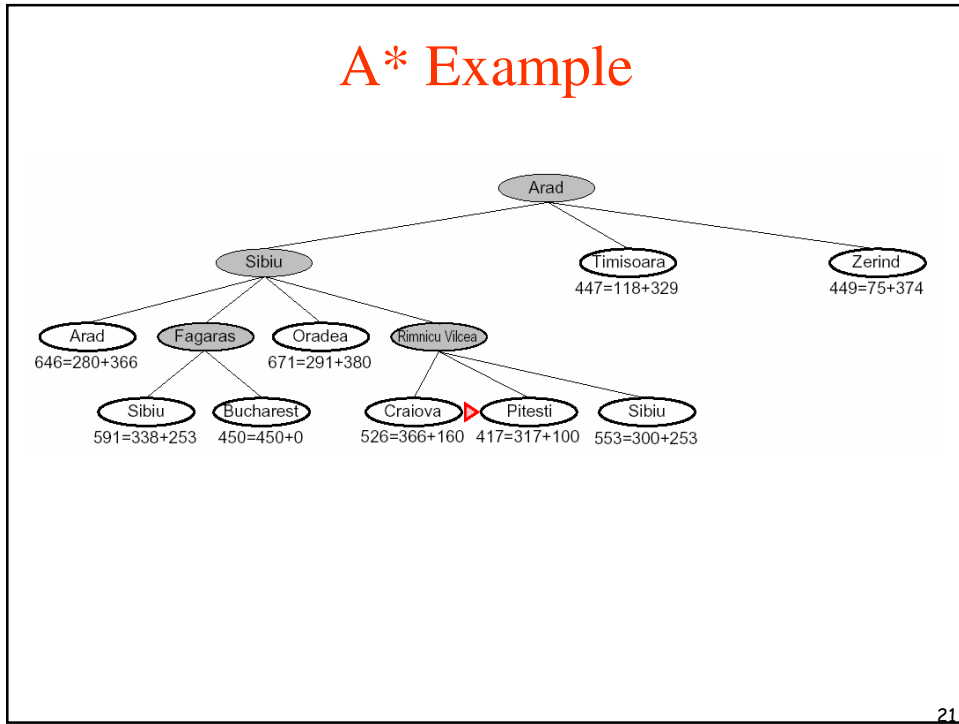 A* Example
Arad
Sibiu Timisoara Zerind
447=118+329 449=75+374
Arad Fagaras Oradea Rimnicu Vilcea
646=280+366 671=291+380
Sibiu Bucharest Craiova Pitesti Sibiu
591=338+253 450=450+0 526=366+160 417=317+100 553=300+253
21